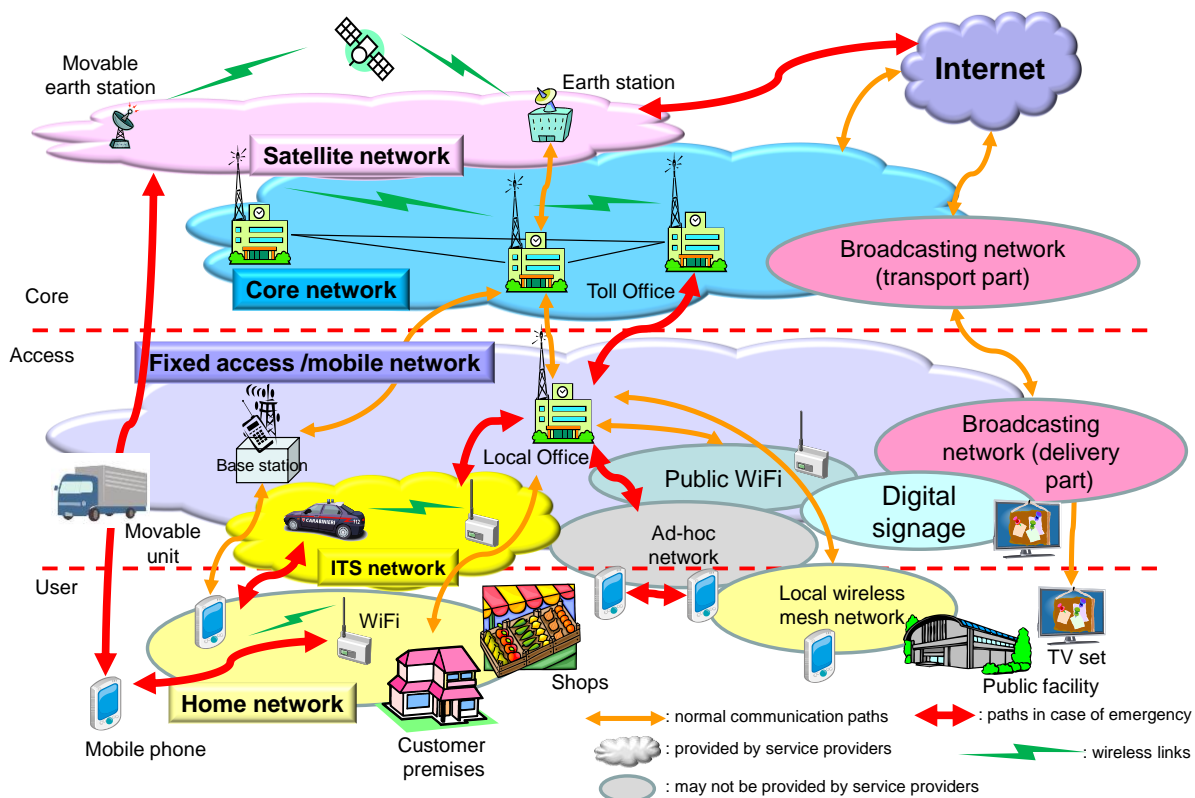 Movable
earth station
Earth station
Internet
Satellite network
Broadcasting network
(transport part)
Core network
Toll Office
Core
Access
Fixed access /mobile network
Broadcasting
network (delivery
part)
Base station
Local Office
Public WiFi
Digital
signage
CARABINIERI
112
Movable
unit
Ad-hoc
network
ITS network
User
WiFi
Local wireless
mesh network
TV set
Shops
Public facility
Home network
Mobile phone
Customer
premises
: normal communication paths
: paths in case of emergency
: provided by service providers
: wireless links
: may not be provided by service providers